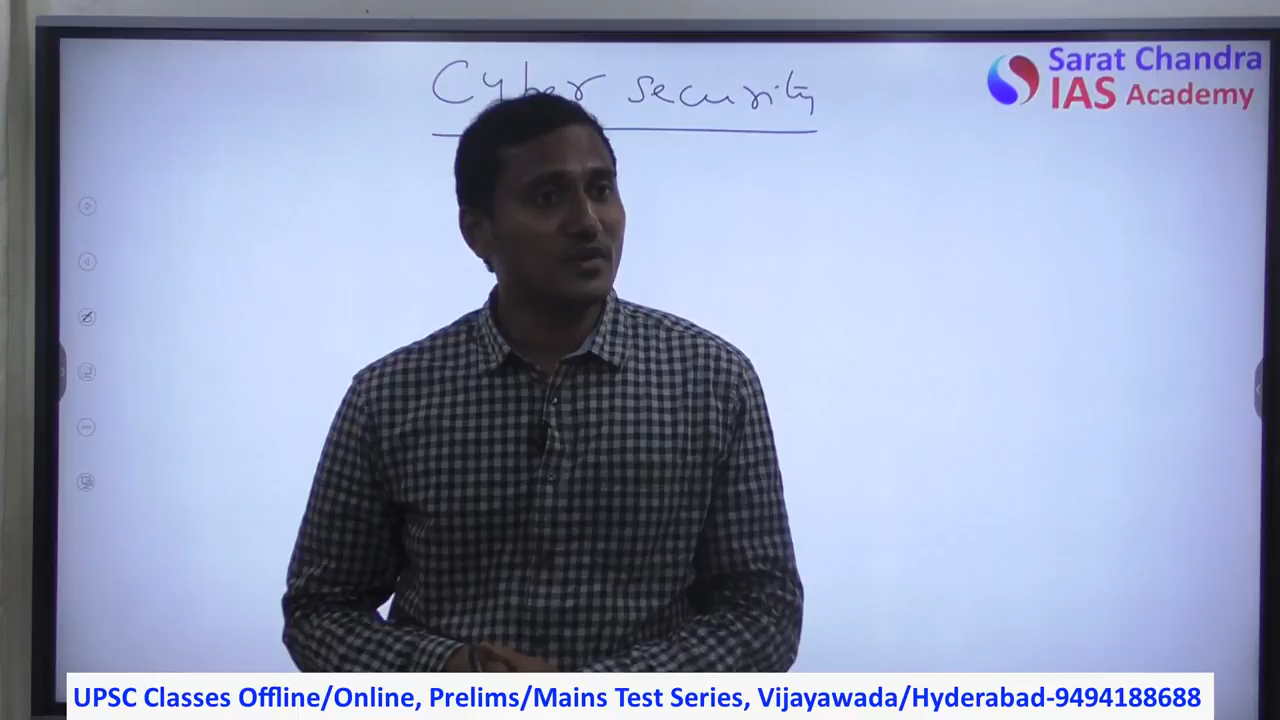 Cyber security
Sarat Chandra
IAS Academy
UPSC Classes Offline/Online, Prelims/Mains Test Series, Vijayawada/Hyderabad-9494188688